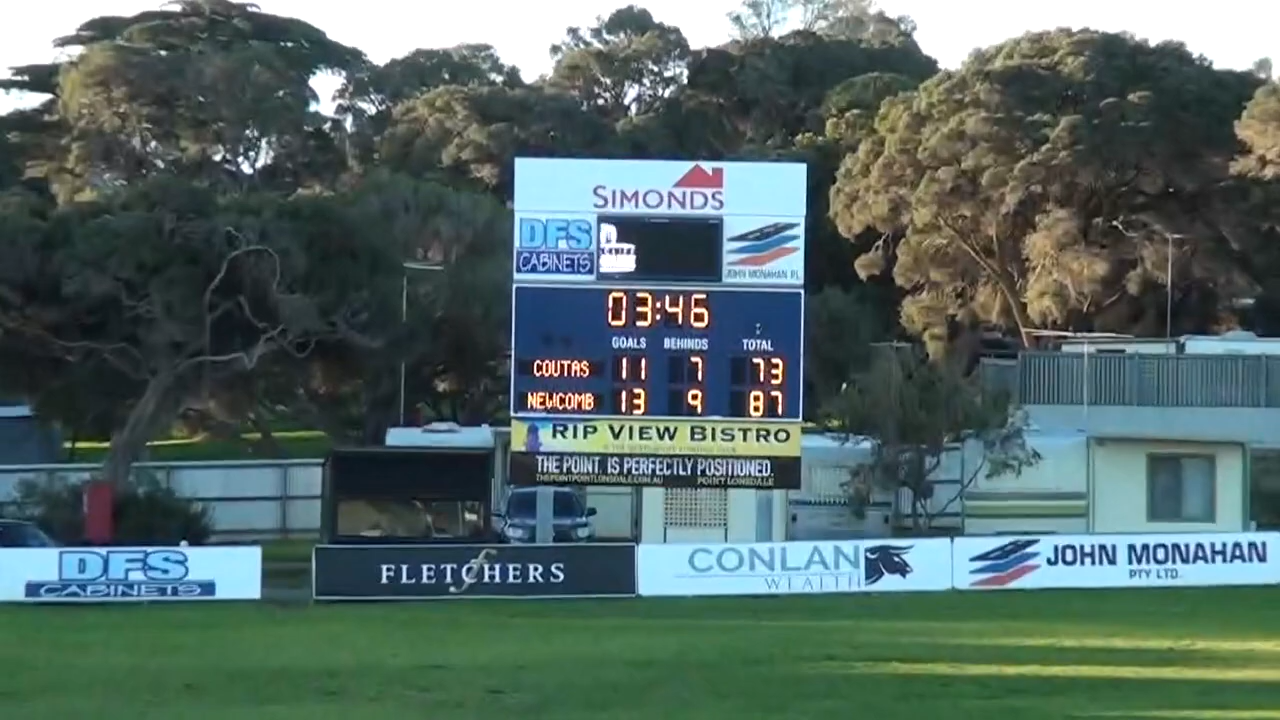 SIMONDS
DFS
CABINETS
JOHN MONAHAN P/L
03:46
GOALS BEHINDS TOTAL
COUTAS 11 7 73
NEWCOMB 13 9 87
RIP VIEW BISTRO
THE POINT. IS PERFECTLY POSITIONED.
THEPOINTPOINTLONSDALE.COM.AU POINT LONSDALE
DFS
CABINETS
FLETCHERS
CONLAN
WEALTH
JOHN MONAHAN
PTY LTD.